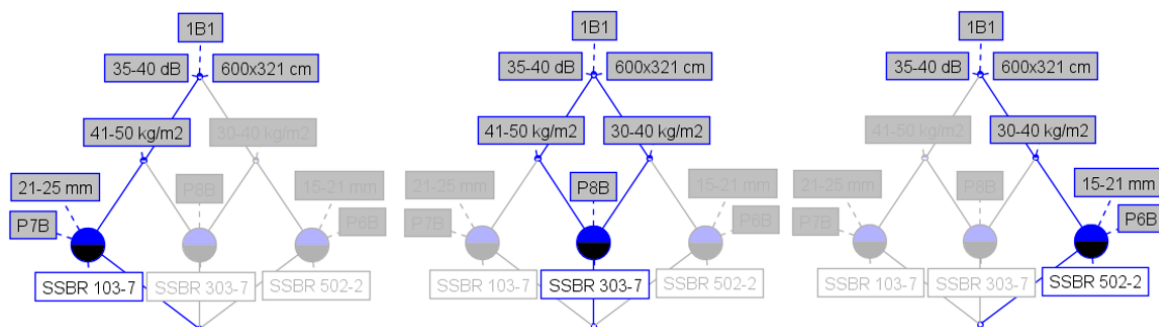 1B1
35-40 dB 600x321 cm
41-50 kg/m2 30-40 kg/m2
21-25 mm P8B 15-21 mm
P7B P6B
SSBR 103-7 SSBR 303-7 SSBR 502-2
1B1
35-40 dB 600x321 cm
41-50 kg/m2 30-40 kg/m2
21-25 mm P8B 15-21 mm
P7B P6B
SSBR 103-7 SSBR 303-7 SSBR 502-2
1B1
35-40 dB 600x321 cm
41-50 kg/m2 30-40 kg/m2
21-25 mm P8B 15-21 mm
P7B P6B
SSBR 103-7 SSBR 303-7 SSBR 502-2